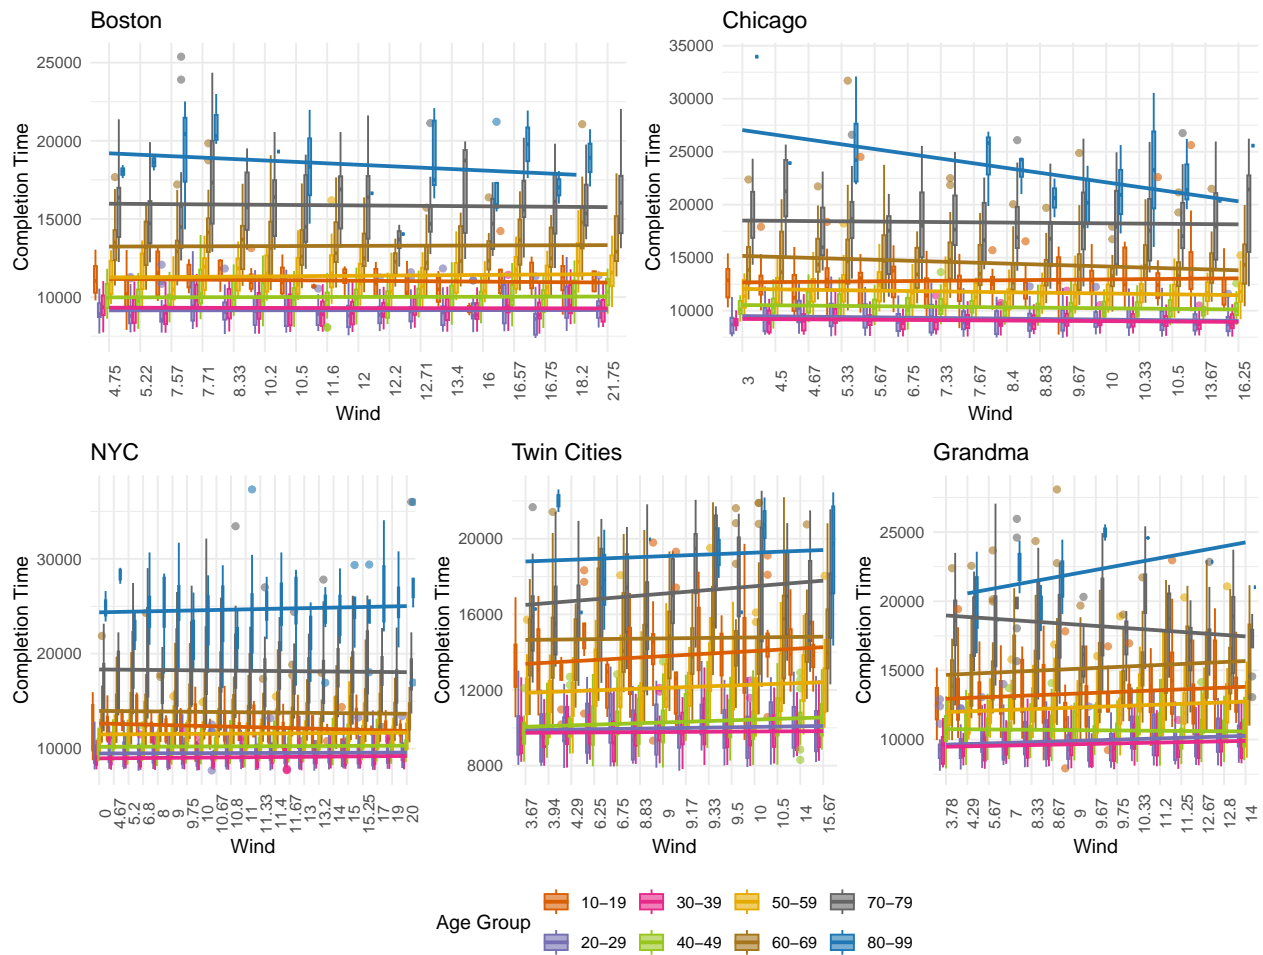 Boston
Chicago
Completion Time
25000
20000
15000
10000
4.75 5.22 7.57 7.71 8.33 10.2 10.5 11.6 12 12.2 12.71 13.4 16 16.57 16.75 18.2 21.75
Wind
Completion Time
35000
30000
25000
20000
15000
10000
3 4.5 4.67 5.33 5.67 6.75 7.33 7.67 8.4 8.83 9.67 10 10.33 10.5 13.67 16.25
Wind
NYC
Twin Cities
Grandma
Completion Time
30000
20000
10000
0 4.67 5.2 6.8 8 9 9.75 10 10.67 10.8 11 11.33 11.4 11.67 13 13.2 14 15 15.25 17 19 20
Wind
Completion Time
20000
16000
12000
8000
3.67 3.94 4.29 6.25 6.75 8.83 9 9.17 9.33 9.5 10 10.5 14 15.67
Wind
Completion Time
25000
20000
15000
10000
3.78 4.29 5.67 7 8.33 8.67 9 9.67 9.75 10.33 11.2 11.25 12.67 12.8 14
Wind
Age Group
10−19 30−39 50−59 70−79
20−29 40−49 60−69 80−99